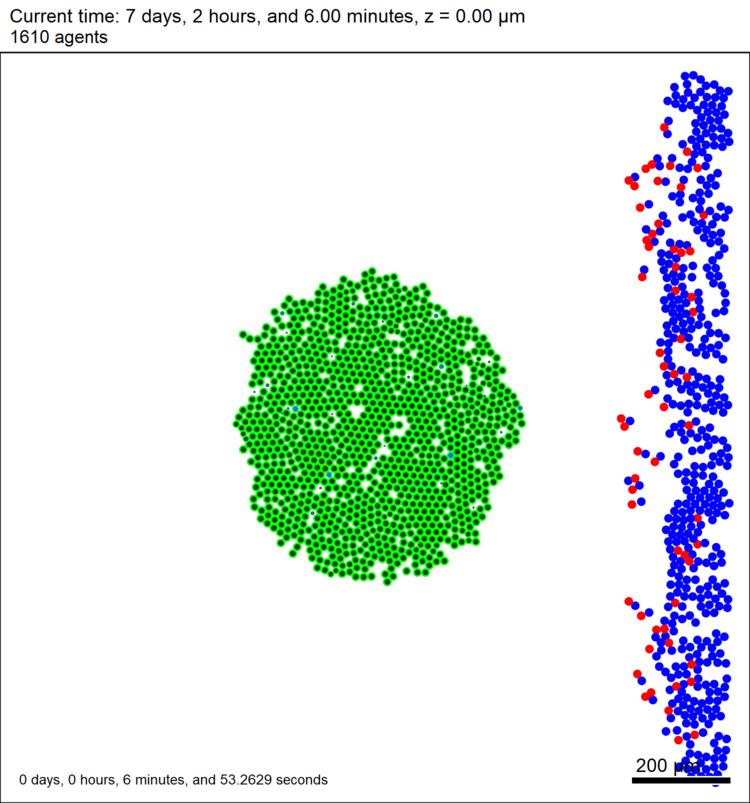 Current time: 7 days, 2 hours, and 6.00 minutes, z = 0.00 μm
1610 agents
200 μm
0 days, 0 hours, 6 minutes, and 53.2629 seconds